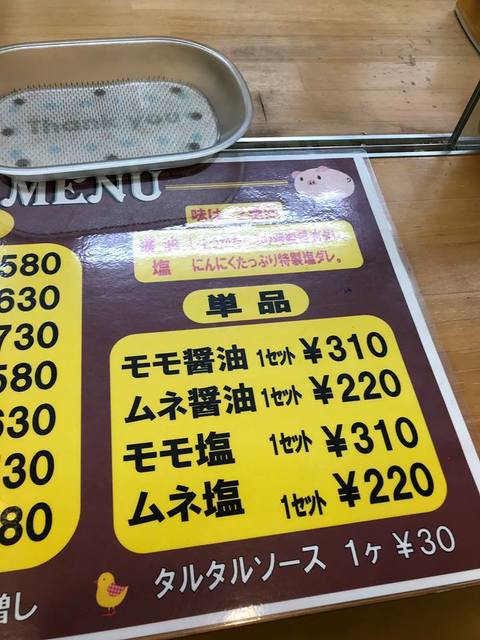 Thank you
MENU
味は
醤油
塩 にんにくたっぷり特製塩ダレ。
単品
モモ醤油 1セット ¥310
ムネ醤油 1セット ¥220
モモ塩 1セット ¥310
ムネ塩 1セット ¥220
タルタルソース 1ヶ ¥30
580
630
730
580
630
730
80
増し